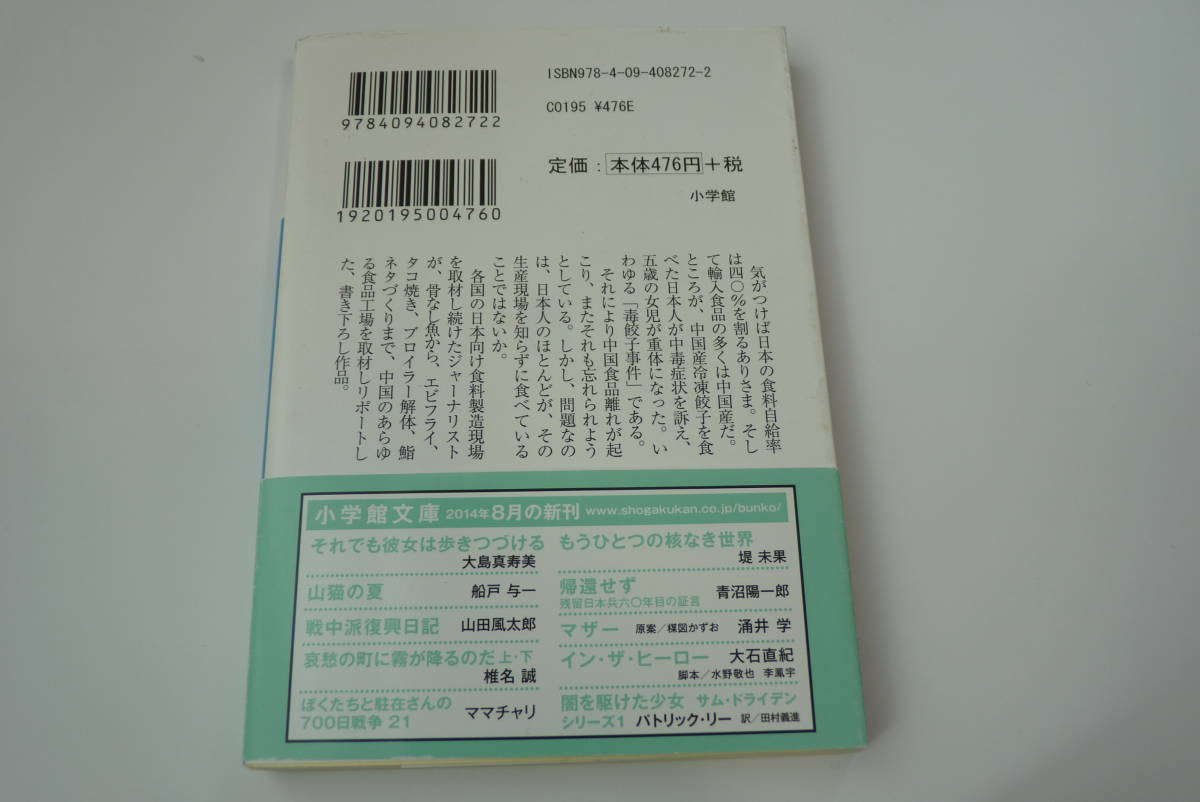 ISBN978-4-09-408272-2
9784094082722
C0195 ¥476E
定価：本体476円＋税
1920195004760
小学館
気がつけば日本の食料自給率
は四〇％を割るありさま。そし
て輸入食品の多くは中国産だ。
ところが、中国産冷凍餃子を食
べた日本人が中毒症状を訴え、
五歳の女児が重体になった。い
わゆる「毒餃子事件」である。
それにより中国食品離れが起
こり、またそれも忘れられよう
としている。しかし、問題なの
は、日本人のほとんどが、その
生産現場を知らずに食べている
ことではないか。
各国の日本向け食料製造現場
を取材し続けたジャーナリスト
が、骨なし魚から、エビフライ、
タコ焼き、ブロイラー解体、鮨
ネタづくりまで、中国のあらゆ
る食品工場を取材しリポートし
た、書き下ろし作品。
小学館文庫 2014年8月の新刊 www.shogakukan.co.jp/bunko/
それでも彼女は歩きつづける
大島真寿美
山猫の夏 船戸 与一
戦中派復興日記 山田風太郎
哀愁の町に霧が降るのだ 上・下
椎名 誠
ぼくたちと駐在さんの
700日戦争 21 ママチャリ
もうひとつの核なき世界
堤 未果
帰還せず
残留日本兵六〇年目の証言 青沼陽一郎
マザー 原案／楳図かずお 涌井 学
イン・ザ・ヒーロー 大石直紀
脚本／水野敬也 李鳳宇
闇を駆けた少女 サム・ドライデン
シリーズ1 パトリック・リー 訳／田村義進